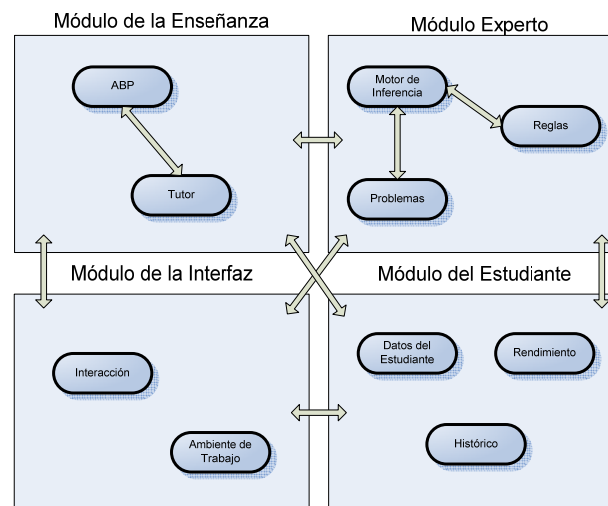 Módulo de la Enseñanza
ABP
Tutor
Módulo Experto
Motor de
Inferencia
Reglas
Problemas
Módulo de la Interfaz
Interacción
Ambiente de
Trabajo
Módulo del Estudiante
Datos del
Estudiante
Rendimiento
Histórico